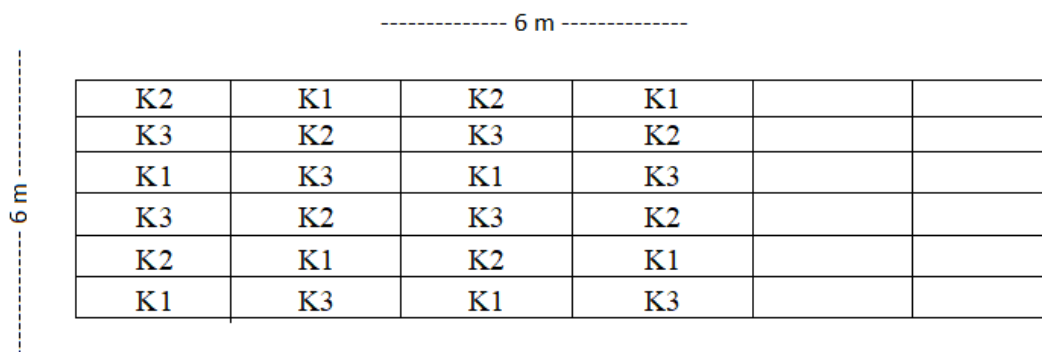 -------------- 6 m --------------
-------------- 6 m --------------
K2 K1 K2 K1
K3 K2 K3 K2
K1 K3 K1 K3
K3 K2 K3 K2
K2 K1 K2 K1
K1 K3 K1 K3